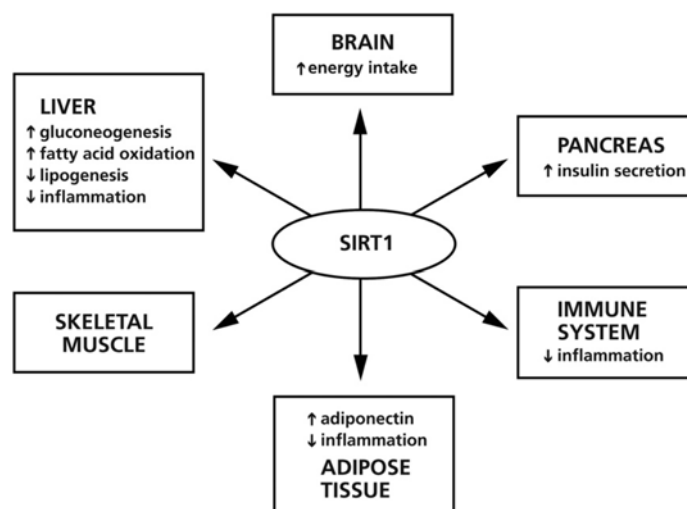 BRAIN
↑ energy intake
LIVER
↑ gluconeogenesis
↑ fatty acid oxidation
↓ lipogenesis
↓ inflammation
PANCREAS
↑ insulin secretion
SIRT1
SKELETAL
MUSCLE
IMMUNE
SYSTEM
↓ inflammation
↑ adiponectin
↓ inflammation
ADIPOSE
TISSUE